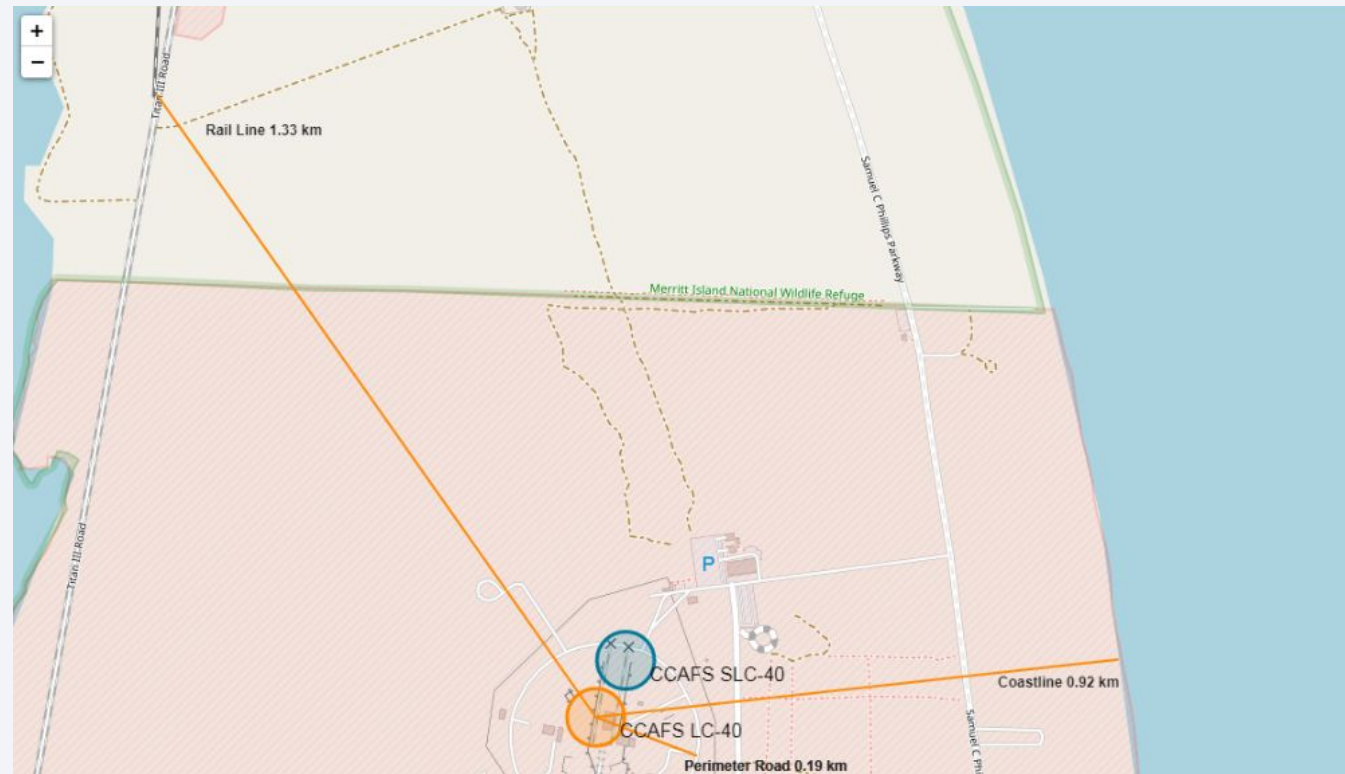 +
−
Titan III Road
Rail Line 1.33 km
Samuel C Phillips Parkway
Merritt Island National Wildlife Refuge
Titan III Road
P
CCAFS SLC-40
Coastline 0.92 km
CCAFS LC-40
Samuel C Phi
Perimeter Road 0.19 km